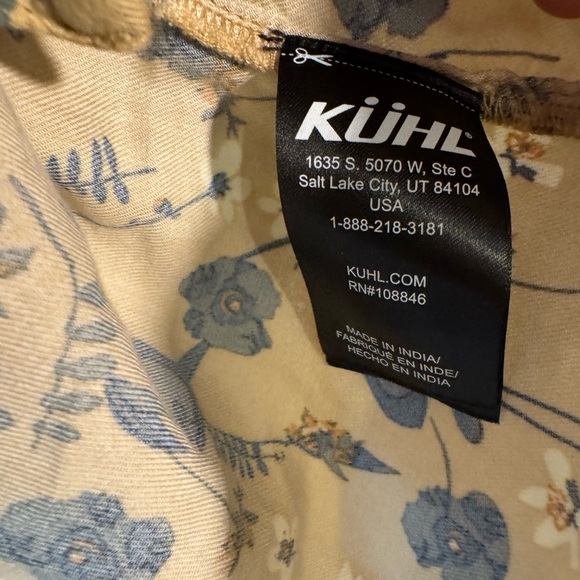 KÜHL
1635 S. 5070 W, Ste C
Salt Lake City, UT 84104
USA
1-888-218-3181
KUHL.COM
RN#108846
MADE IN INDIA/
FABRIQUÉ EN INDE/
HECHO EN INDIA